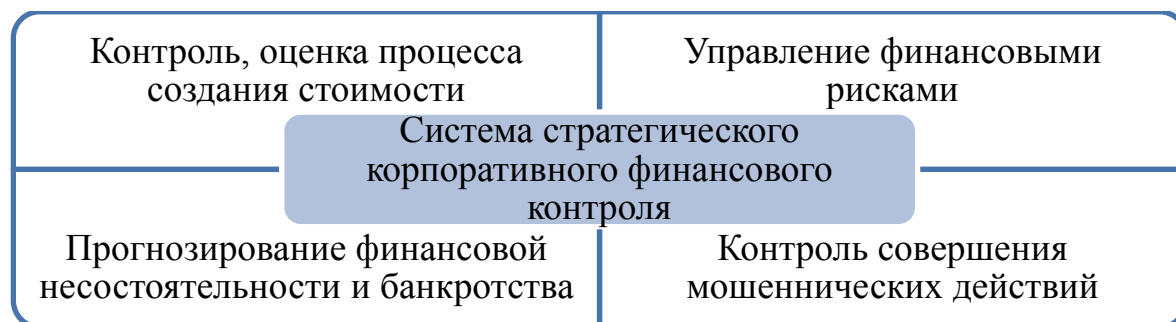 Контроль, оценка процесса
создания стоимости
Управление финансовыми
рисками
Система стратегического
корпоративного финансового
контроля
Прогнозирование финансовой
несостоятельности и банкротства
Контроль совершения
мошеннических действий